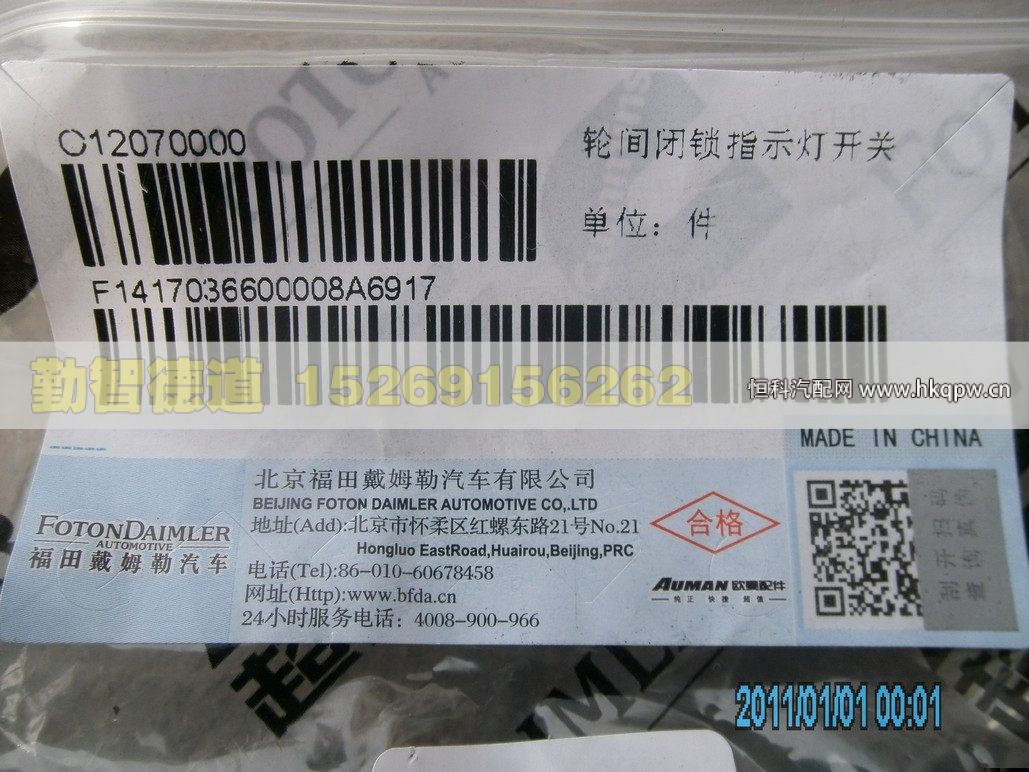 C12070000
轮间闭锁指示灯开关
单位：件
F1417036600008A6917
勤智德道 15269156262
恒科汽配网 www.hkqpw.cn
MADE IN CHINA
FOTONDAIMLER
AUTOMOTIVE
福田戴姆勒汽车
北京福田戴姆勒汽车有限公司
BEIJING FOTON DAIMLER AUTOMOTIVE CO,.LTD
地址(Add):北京市怀柔区红螺东路21号No.21
Hongluo EastRoad,Huairou,Beijing,PRC
电话(Tel):86-010-60678458
网址(Http):www.bfda.cn
24小时服务电话：4008-900-966
合格
AUMAN 欧曼配件
纯正 快捷 超值
2011/01/01 00:01